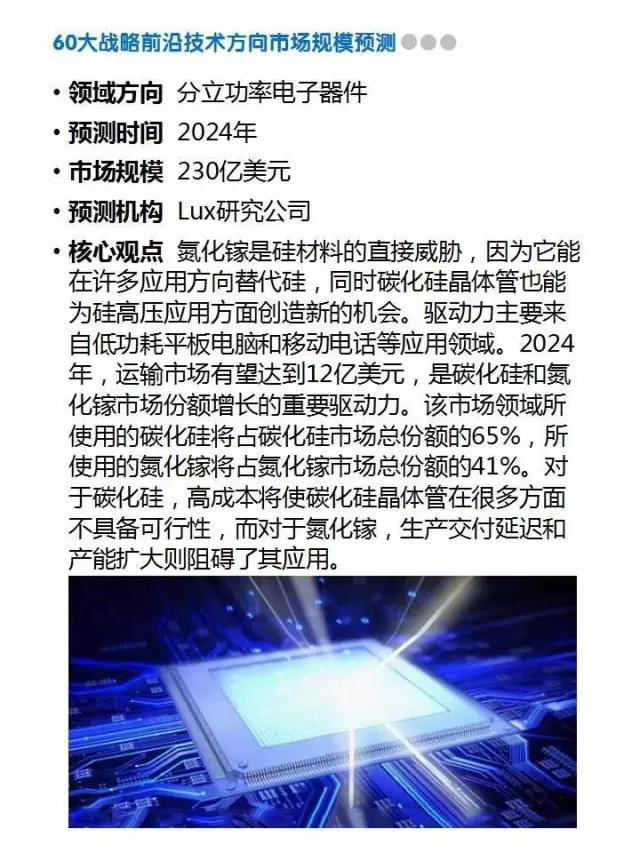 60大战略前沿技术方向市场规模预测
• 领域方向 分立功率电子器件
• 预测时间 2024年
• 市场规模 230亿美元
• 预测机构 Lux研究公司
• 核心观点 氮化镓是硅材料的直接威胁，因为它能
在许多应用方向替代硅，同时碳化硅晶体管也能
为硅高压应用方面创造新的机会。驱动力主要来
自低功耗平板电脑和移动电话等应用领域。2024
年，运输市场有望达到12亿美元，是碳化硅和氮
化镓市场份额增长的重要驱动力。该市场领域所
使用的碳化硅将占碳化硅市场总份额的65%，所
使用的氮化镓将占氮化镓市场总份额的41%。对
于碳化硅，高成本将使碳化硅晶体管在很多方面
不具备可行性，而对于氮化镓，生产交付延迟和
产能扩大则阻碍了其应用。